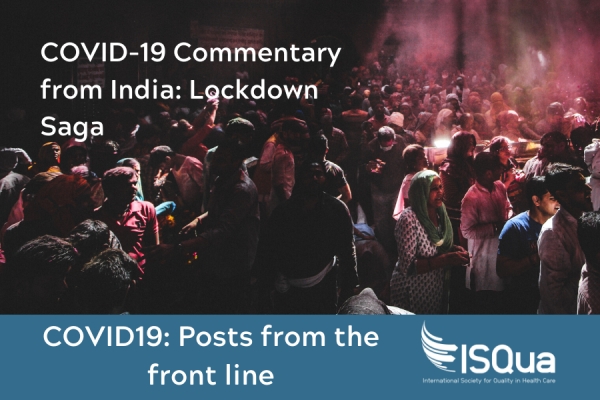 COVID-19 Commentary
from India: Lockdown
Saga
COVID19: Posts from the
front line
ISQua
International Society for Quality in Health Care